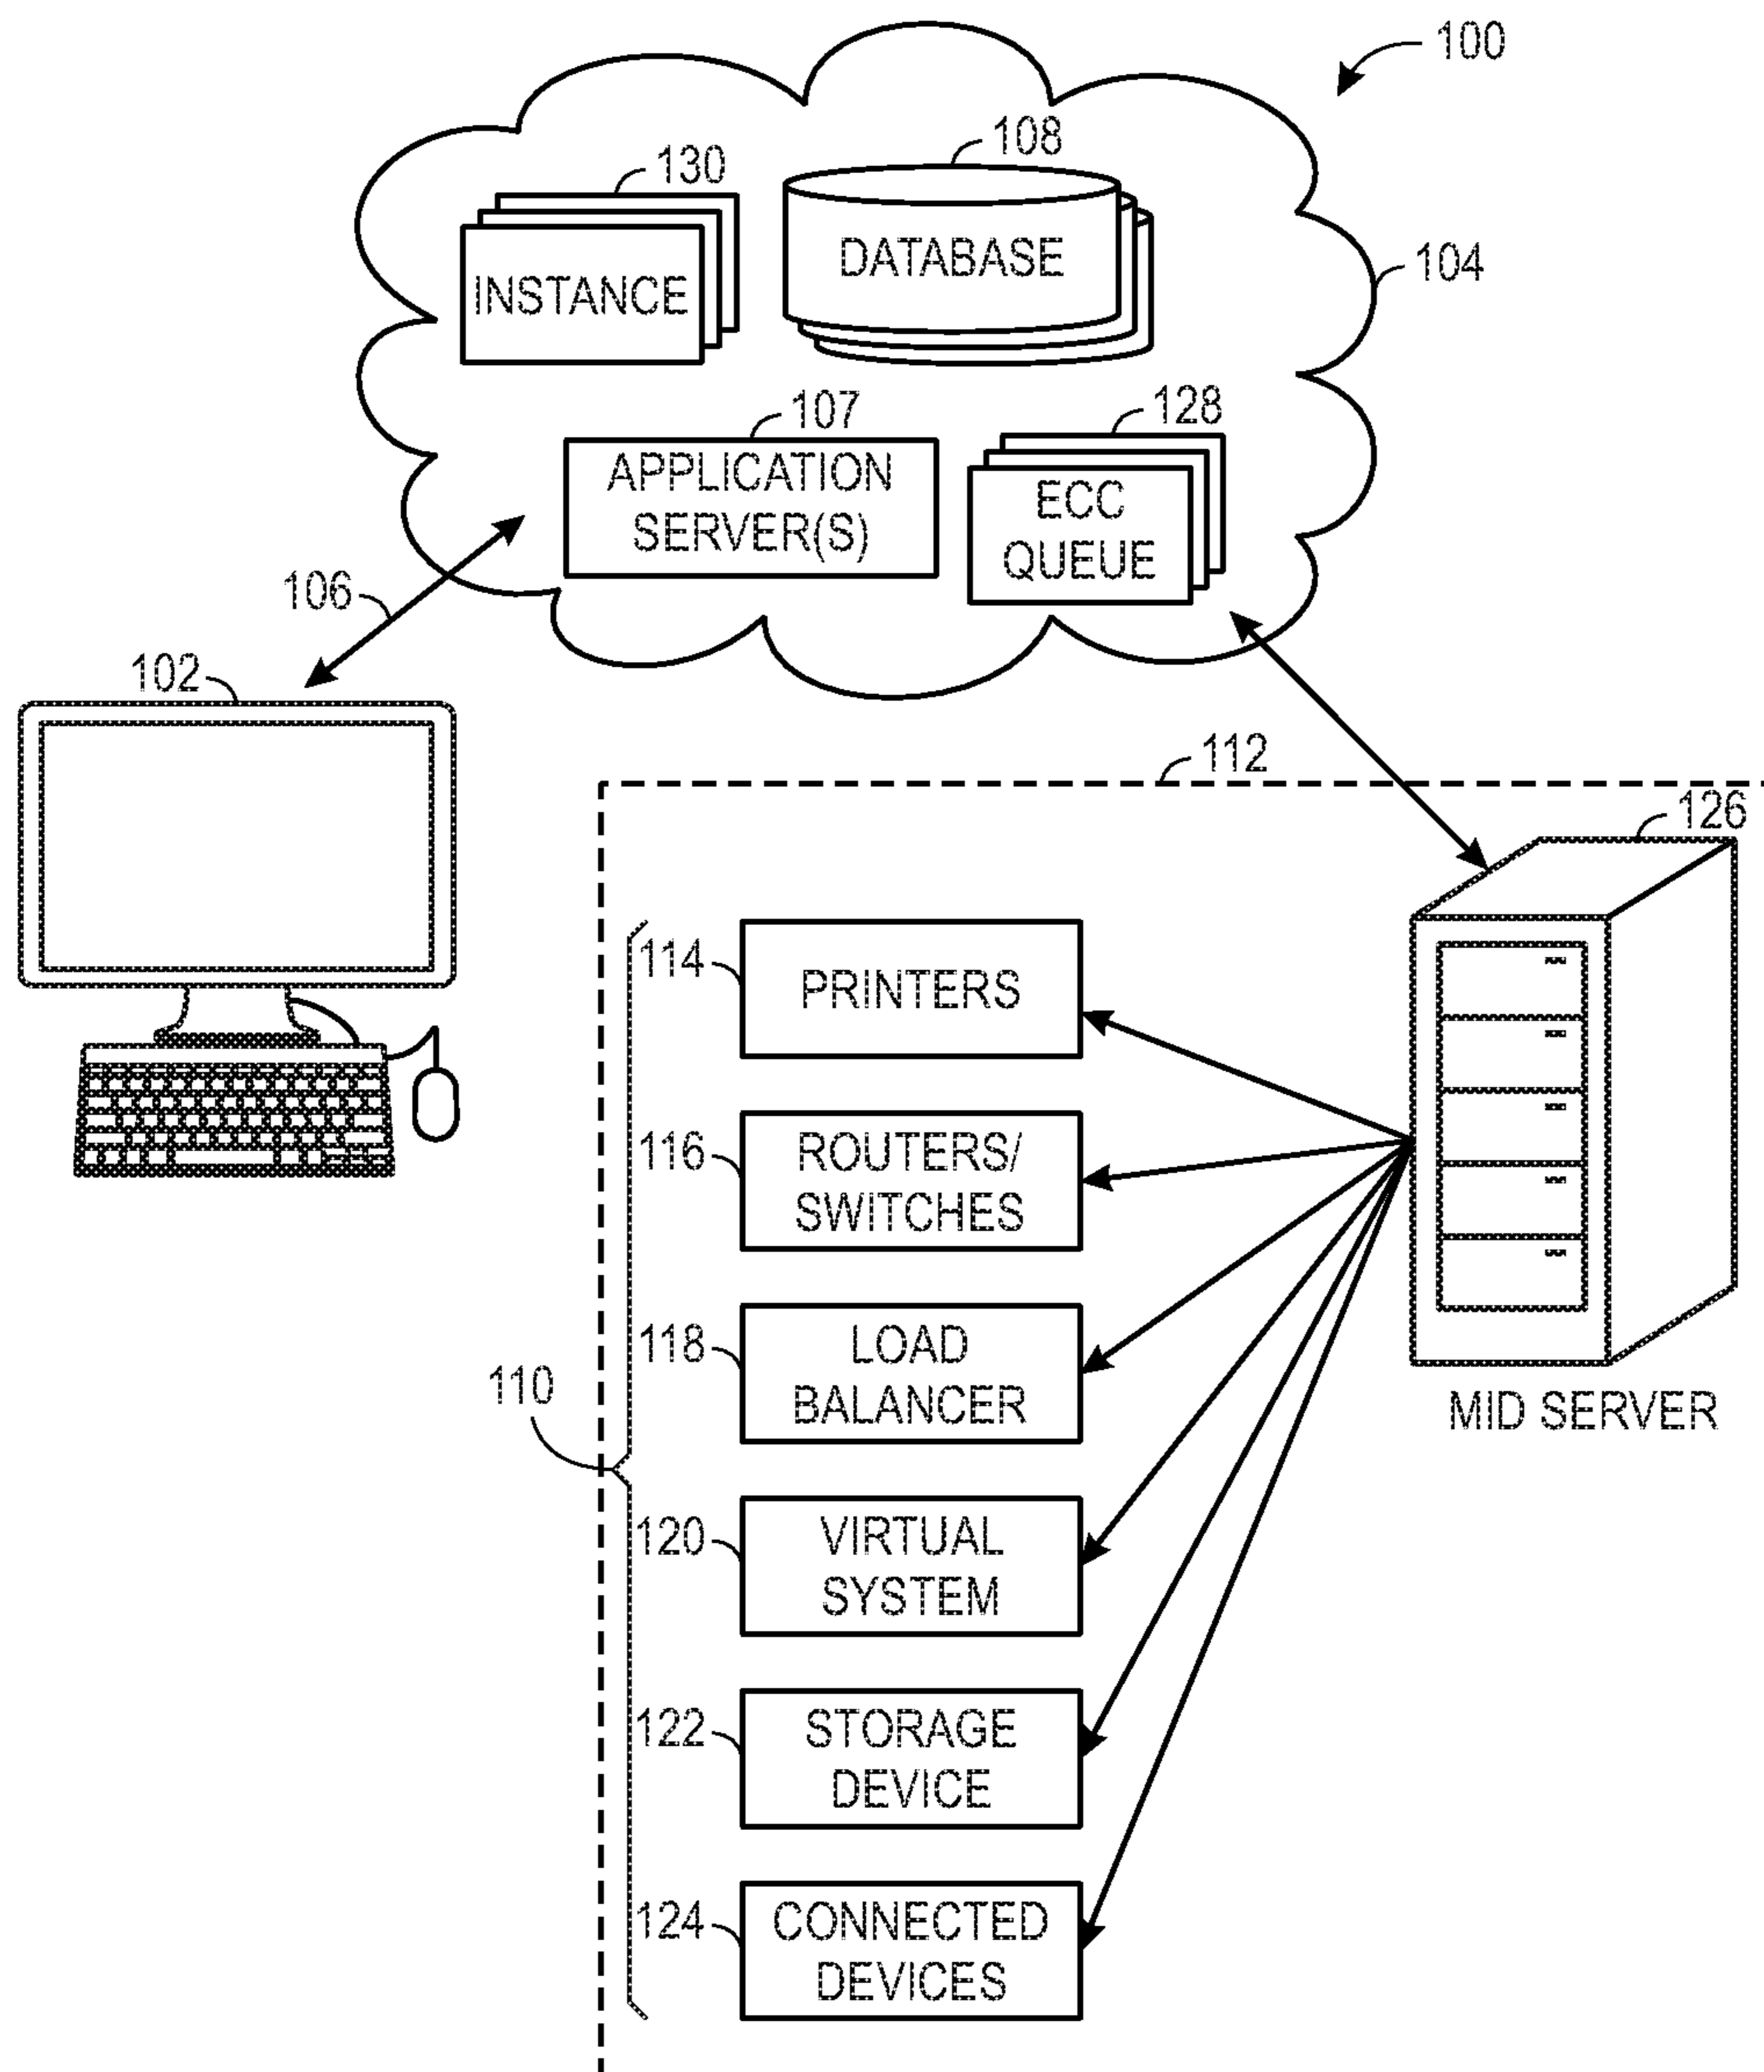 100
108
130
DATABASE
104
INSTANCE
107
128
APPLICATION
SERVER(S)
ECC
QUEUE
106
102
112
126
114
PRINTERS
116
ROUTERS/
SWITCHES
118
LOAD
BALANCER
110
MID SERVER
120
VIRTUAL
SYSTEM
122
STORAGE
DEVICE
124
CONNECTED
DEVICES